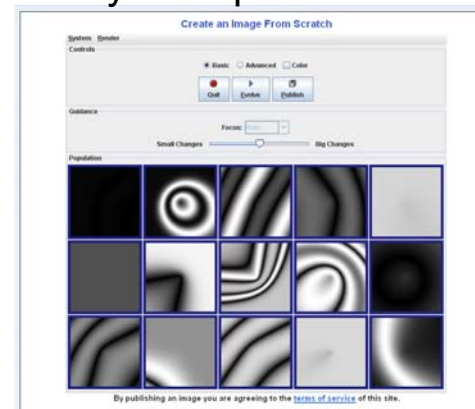 Create an Image From Scratch
System Render
Controls
Basic Advanced Color
Quit Evolve Publish
Guidance
Focus:
Small Changes Big Changes
Population
By publishing an image you are agreeing to the terms of service of this site.